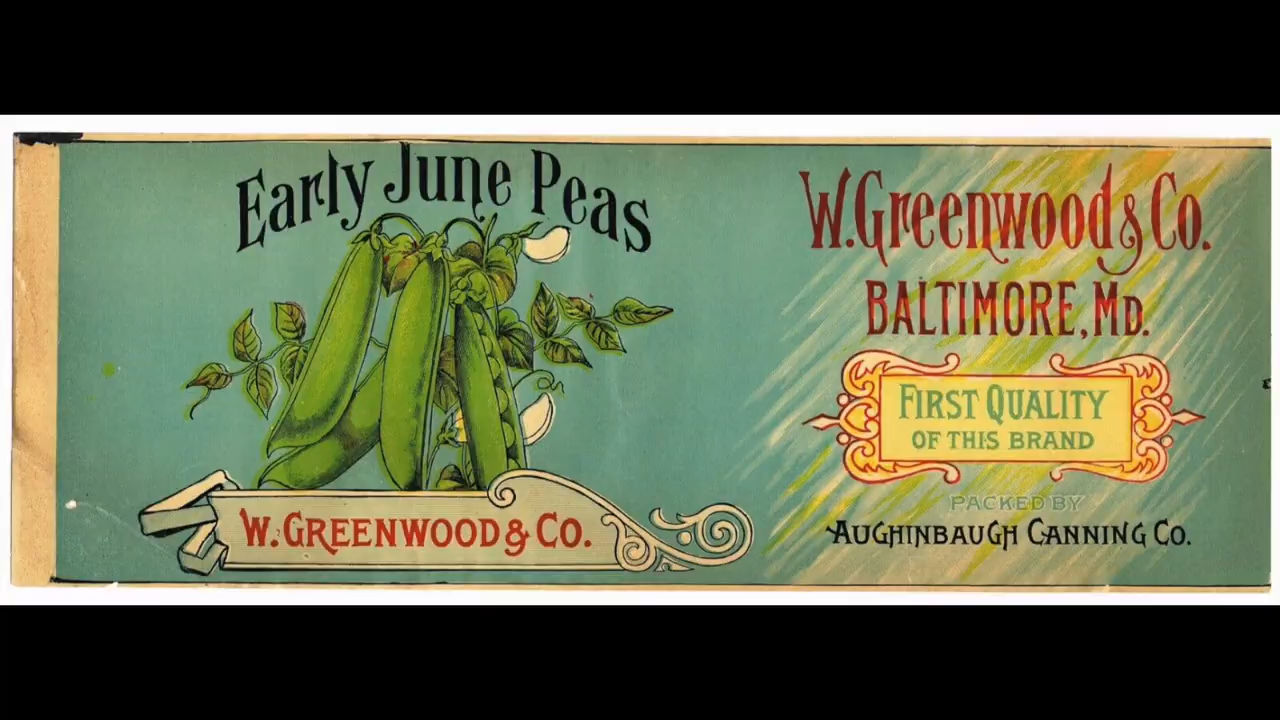 Early June Peas
W. Greenwood & Co.
W. Greenwood & Co.
Baltimore, Md.
First Quality
of this Brand
Packed by
Aughinbaugh Canning Co.